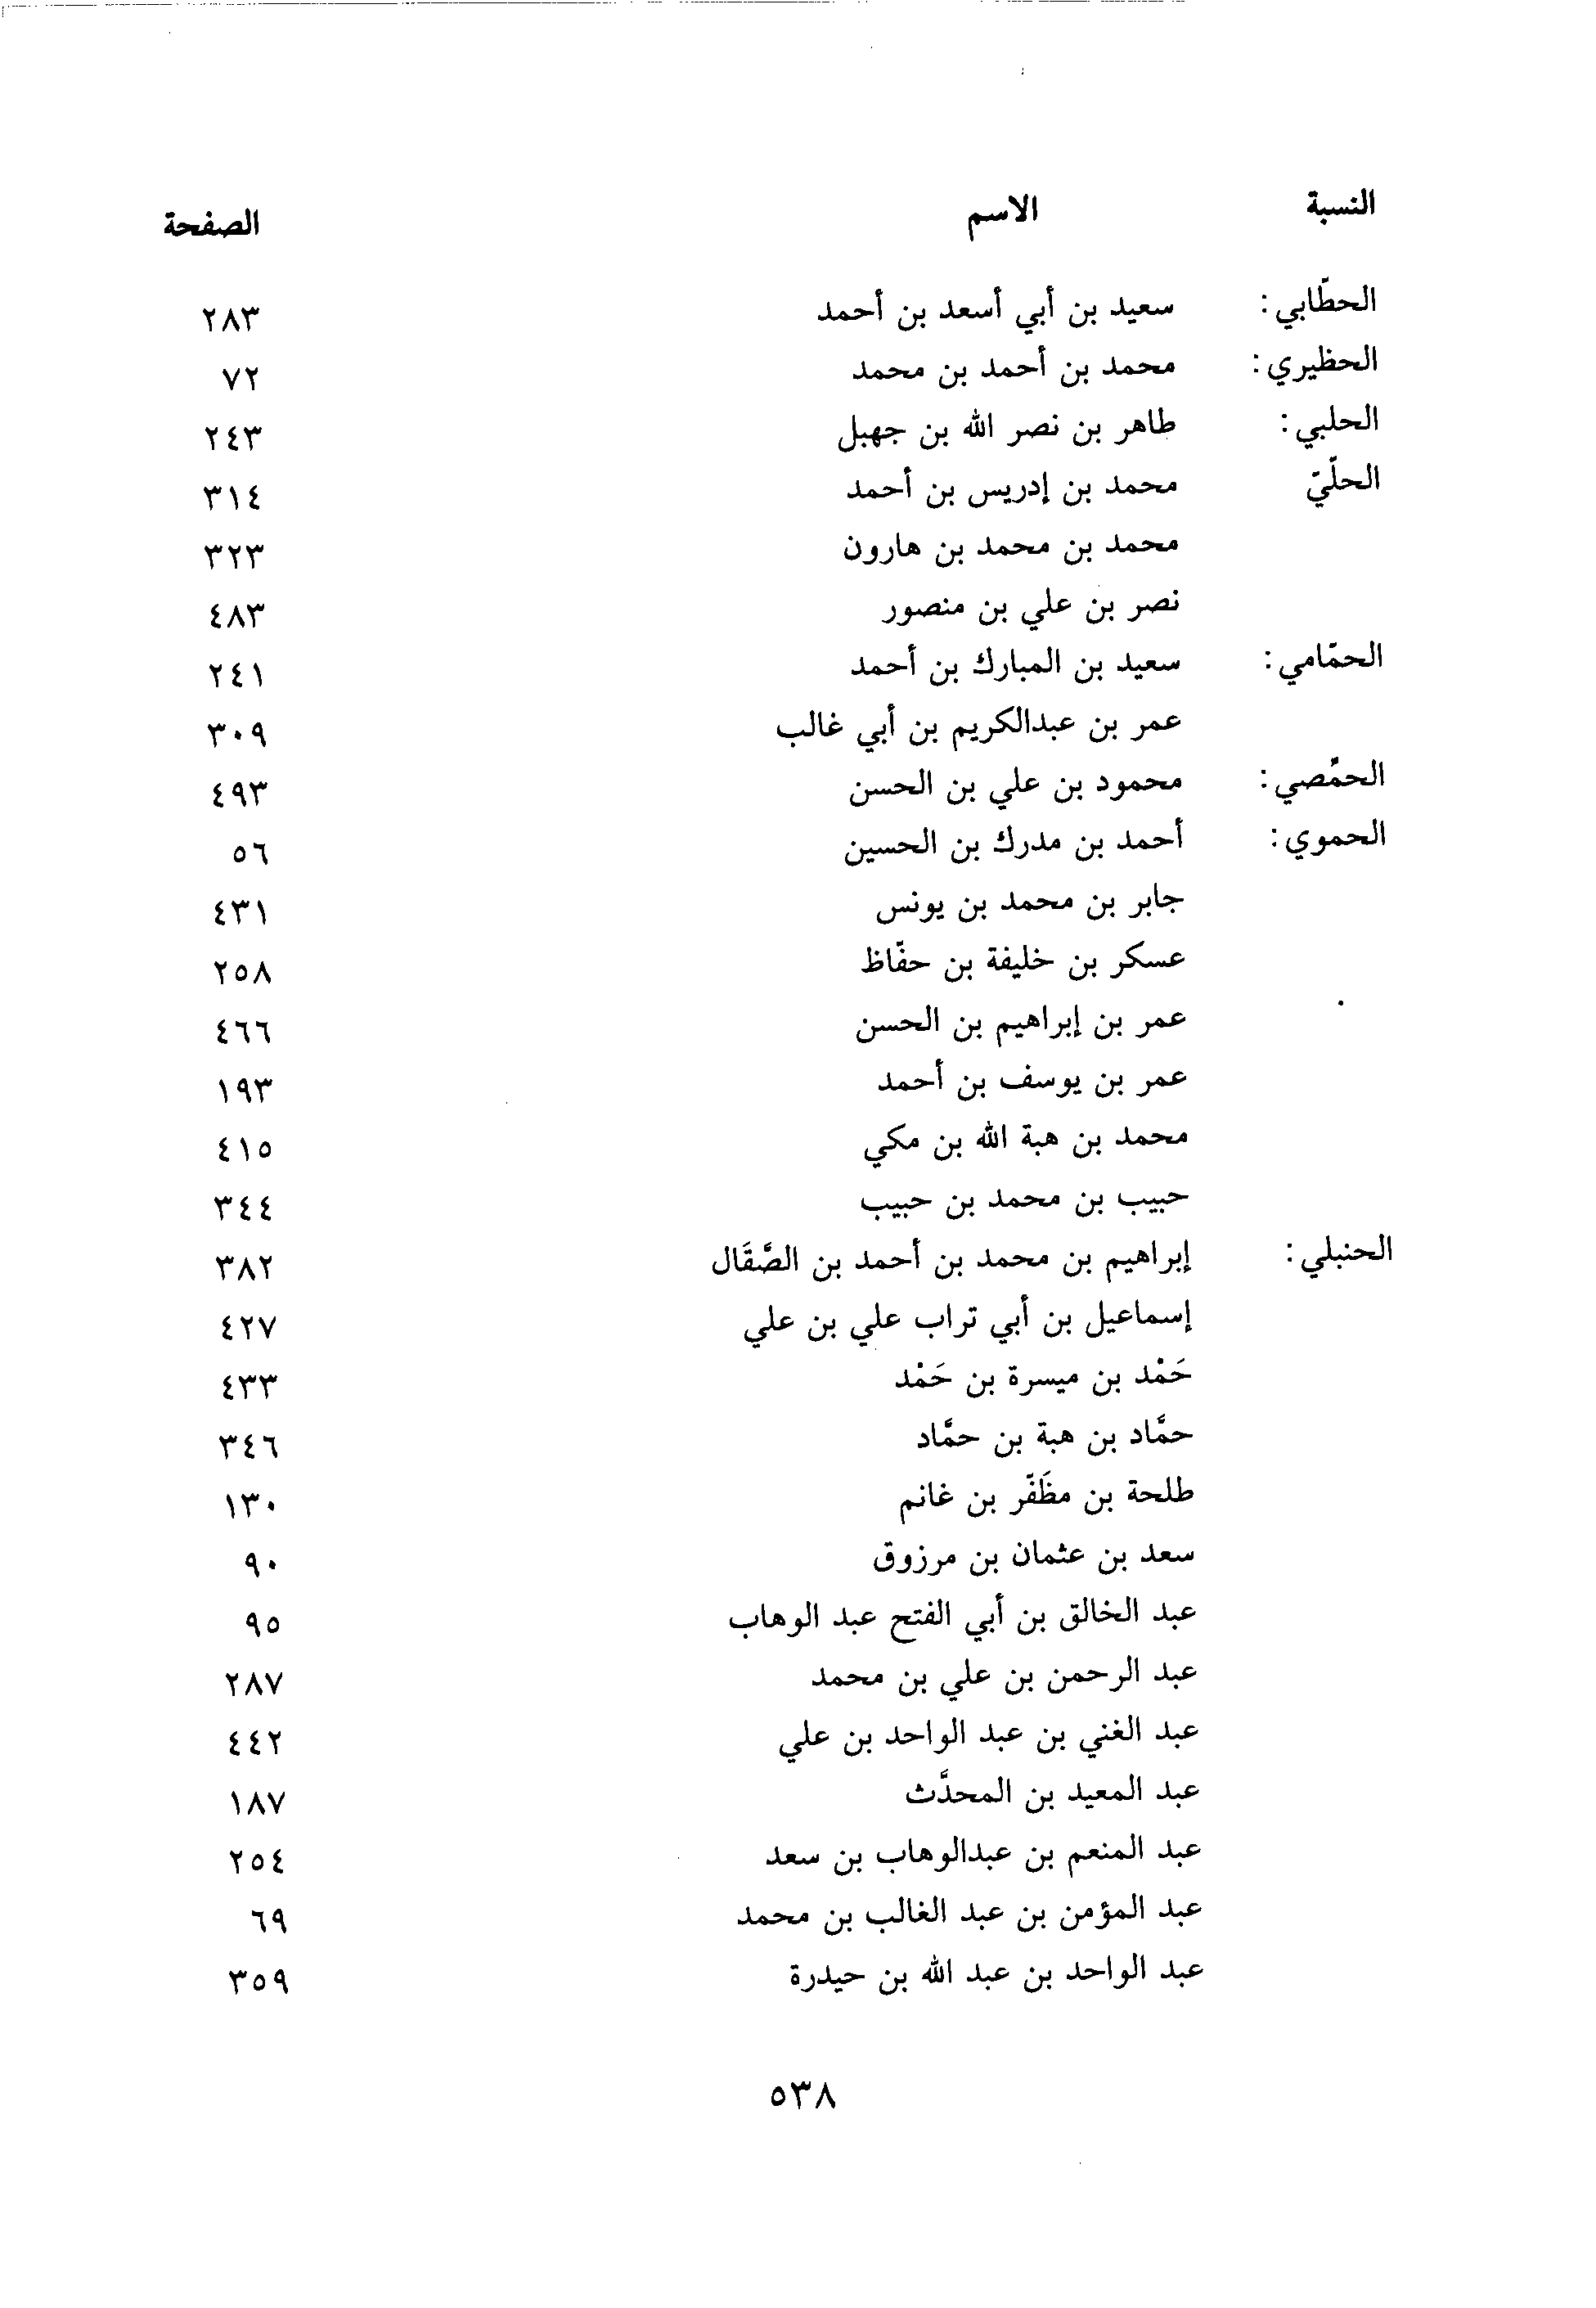 النسبة الاسم الصفحة
الحطّابي: سعيد بن أبي أسعد بن أحمد ٢٨٣
الحظيري: محمد بن أحمد بن محمد ٧٢
الحلبي: طاهر بن نصر الله بن جهبل ٢٤٣
الحلّيّ محمد بن إدريس بن أحمد ٣١٤
محمد بن محمد بن هارون ٣٢٣
نصر بن علي بن منصور ٤٨٣
الحمّامي: سعيد بن المبارك بن أحمد ٢٤١
عمر بن عبدالكريم بن أبي غالب ٣٠٩
الحمّصي: محمود بن علي بن الحسن ٤٩٣
الحموي: أحمد بن مدرك بن الحسين ٥٦
جابر بن محمد بن يونس ٤٣١
عسكر بن خليفة بن حفّاظ ٢٥٨
عمر بن إبراهيم بن الحسن ٤٦٦
عمر بن يوسف بن أحمد ١٩٣
محمد بن هبة الله بن مكي ٤١٥
حبيب بن محمد بن حبيب ٣٤٤
الحنبلي: إبراهيم بن محمد بن أحمد بن الصَّقَال ٣٨٢
إسماعيل بن أبي تراب علي بن علي ٤٢٧
حَمْد بن ميسرة بن حَمْد ٤٣٣
حمَّاد بن هبة بن حمَّاد ٣٤٦
طلحة بن مظَفّر بن غانم ١٣٠
سعد بن عثمان بن مرزوق ٩٠
عبد الخالق بن أبي الفتح عبد الوهاب ٩٥
عبد الرحمن بن علي بن محمد ٢٨٧
عبد الغني بن عبد الواحد بن علي ٤٤٢
عبد المعيد بن المحدَّث ١٨٧
عبد المنعم بن عبدالوهاب بن سعد ٢٥٤
عبد المؤمن بن عبد الغالب بن محمد ٦٩
عبد الواحد بن عبد الله بن حيدرة ٣٥٩
٥٣٨